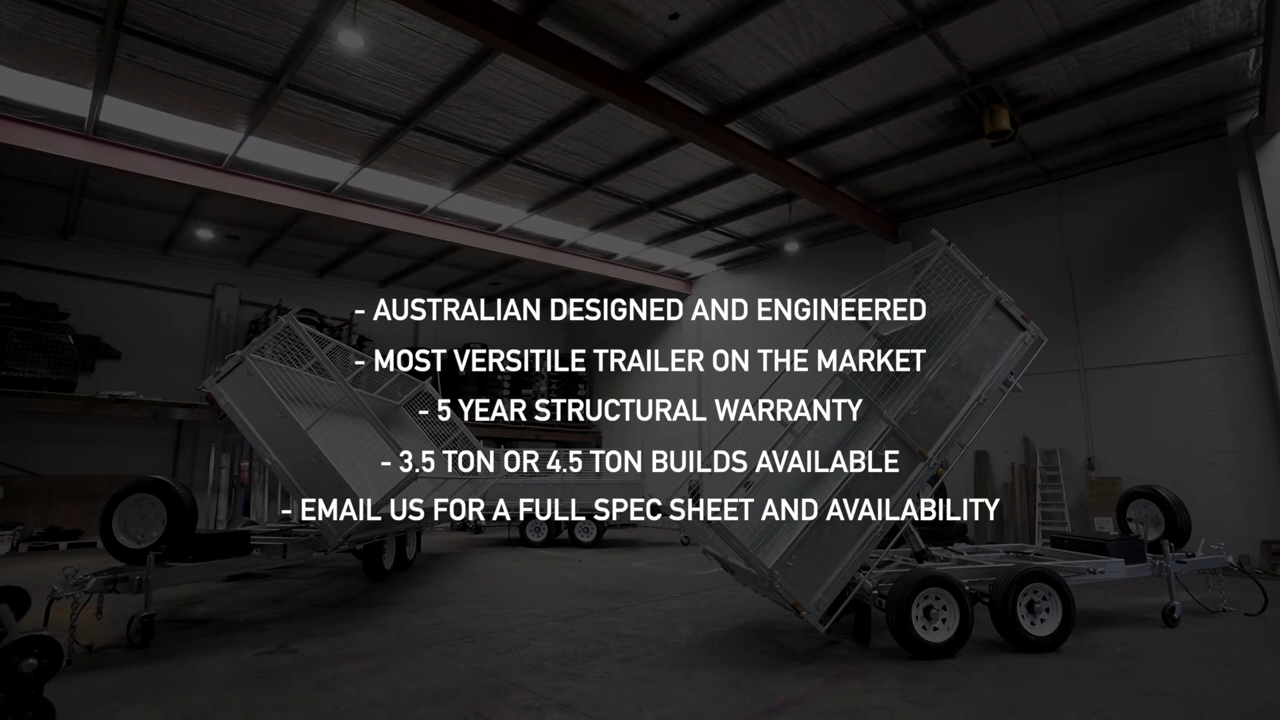 - AUSTRALIAN DESIGNED AND ENGINEERED
- MOST VERSITILE TRAILER ON THE MARKET
- 5 YEAR STRUCTURAL WARRANTY
- 3.5 TON OR 4.5 TON BUILDS AVAILABLE
- EMAIL US FOR A FULL SPEC SHEET AND AVAILABILITY